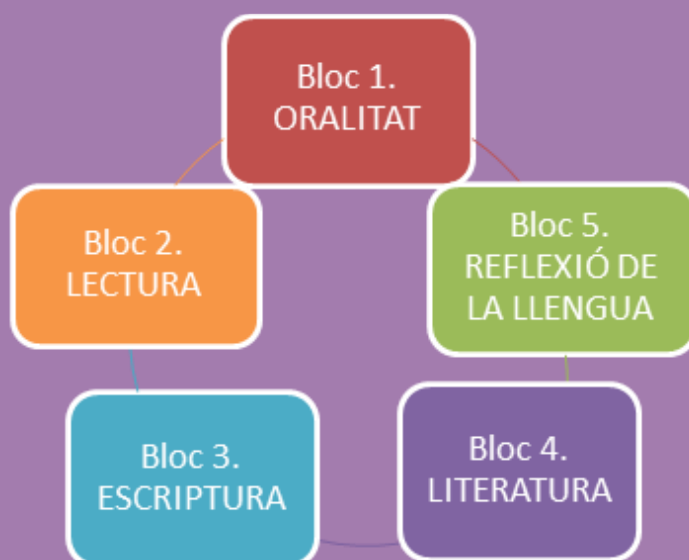 Bloc 1.
ORALITAT
Bloc 2.
LECTURA
Bloc 5.
REFLEXIÓ DE
LA LLENGUA
Bloc 3.
ESCRIPTURA
Bloc 4.
LITERATURA